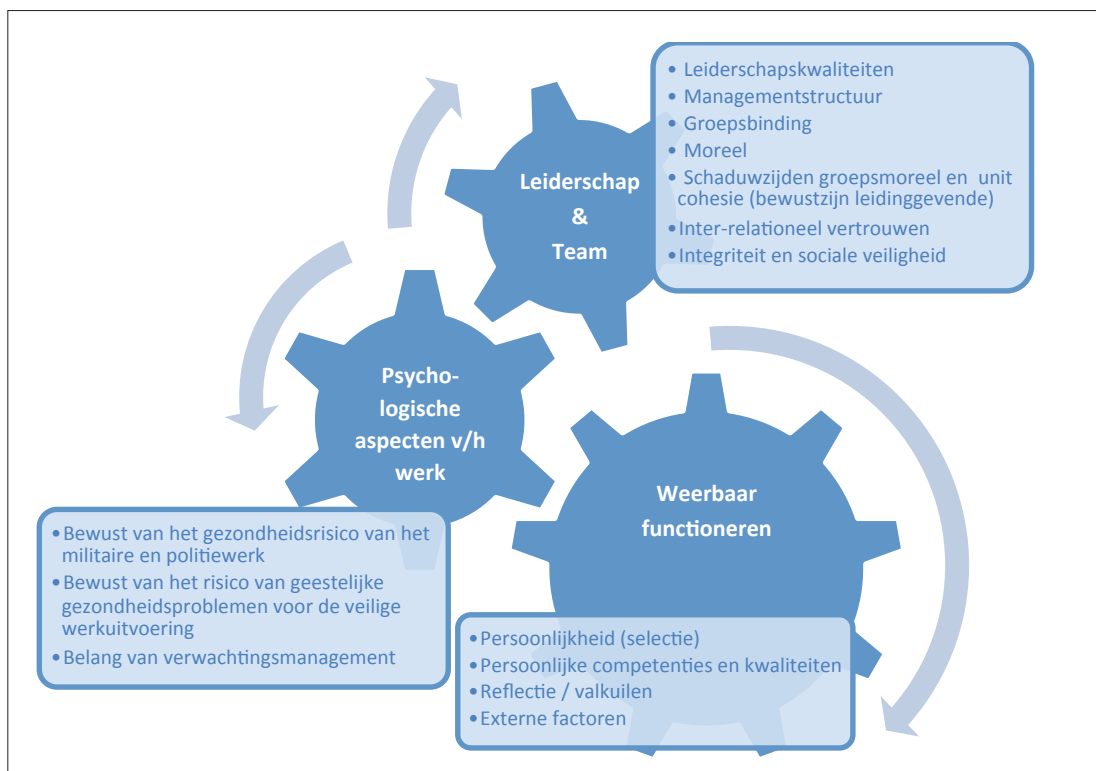 Leiderschap
&
Team
• Leiderschapskwaliteiten
• Managementstructuur
• Groepsbinding
• Moreel
• Schaduwzijden groepsmoreel en unit
cohesie (bewustzijn leidinggevende)
• Inter-relationeel vertrouwen
• Integriteit en sociale veiligheid
Psycho-
logische
aspecten v/h
werk
• Bewust van het gezondheidsrisico van het
militaire en politiewerk
• Bewust van het risico van geestelijke
gezondheidsproblemen voor de veilige
werkuitvoering
• Belang van verwachtingsmanagement
Weerbaar
functioneren
• Persoonlijkheid (selectie)
• Persoonlijke competenties en kwaliteiten
• Reflectie / valkuilen
• Externe factoren